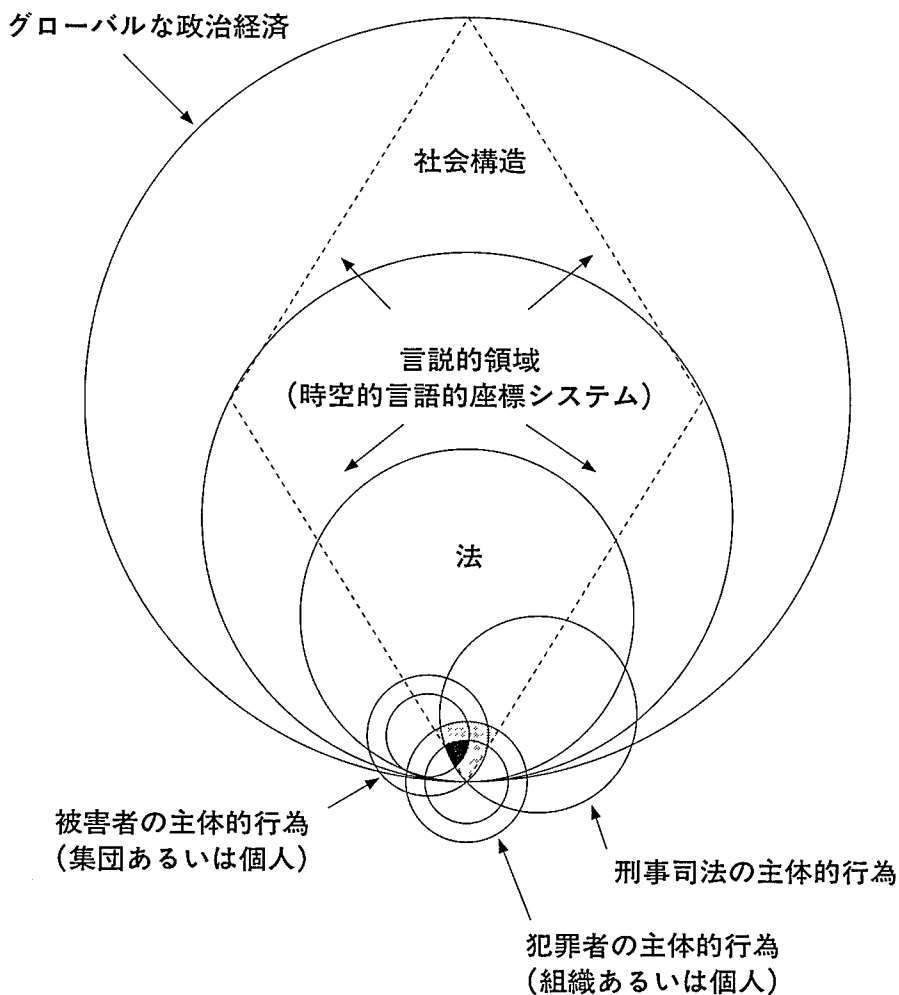 グローバルな政治経済
社会構造
言説的領域
（時空的言語的座標システム）
法
被害者の主体的行為
（集団あるいは個人）
刑事司法の主体的行為
犯罪者の主体的行為
（組織あるいは個人）